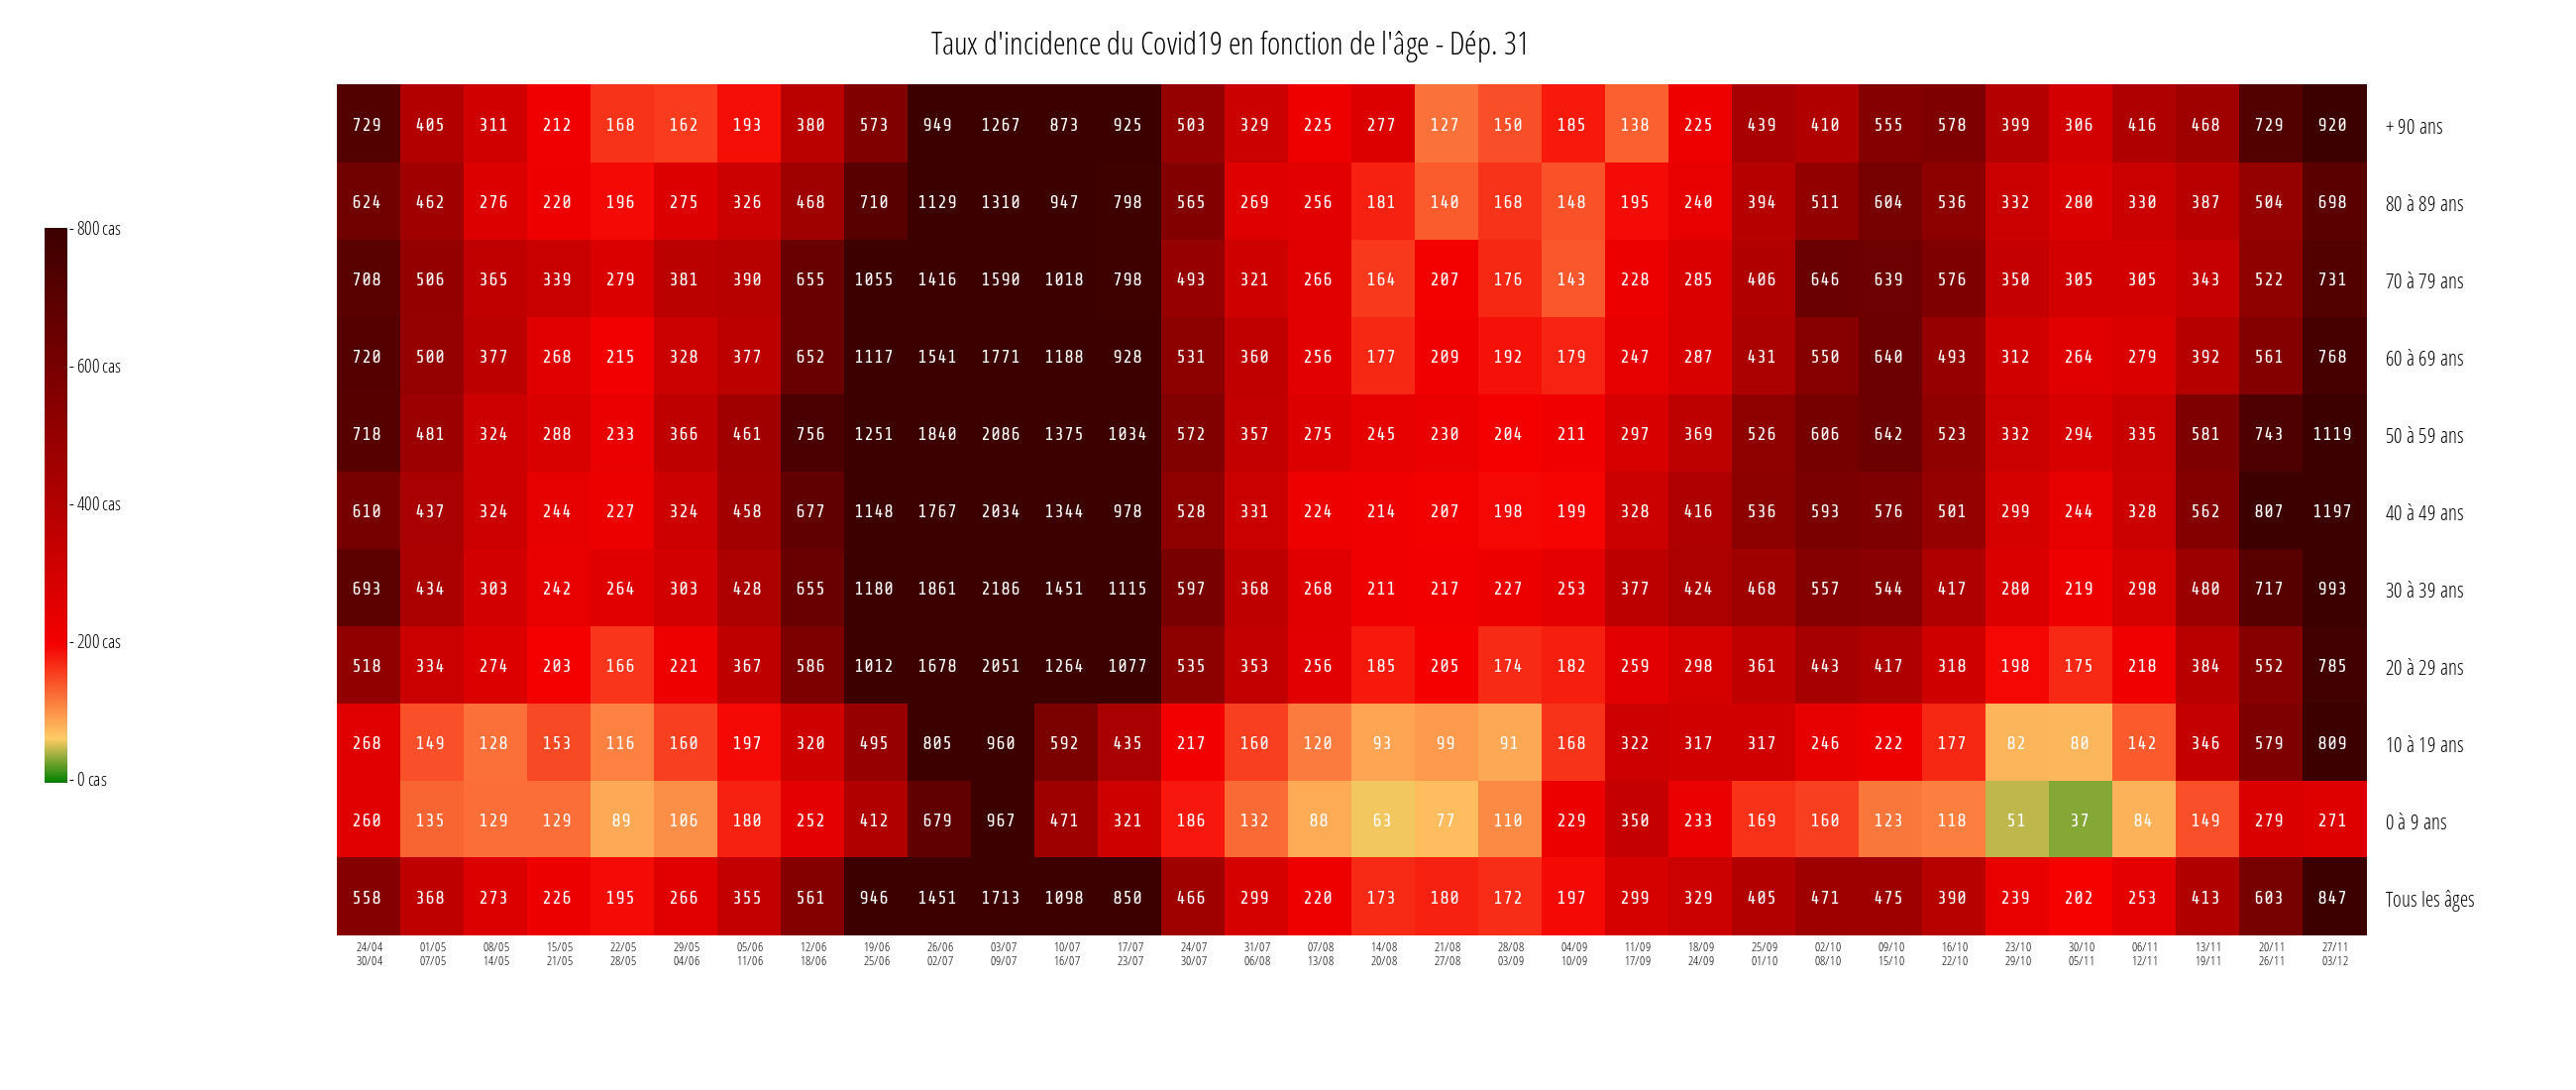 Taux d'incidence du Covid19 en fonction de l'âge - Dép. 31
- 800 cas
- 600 cas
- 400 cas
- 200 cas
- 0 cas
729 405 311 212 168 162 193 380 573 949 1267 873 925 503 329 225 277 127 150 185 138 225 439 410 555 578 399 306 416 468 729 920 + 90 ans
624 462 276 220 196 275 326 468 710 1129 1310 947 798 565 269 256 181 140 168 148 195 240 394 511 604 536 332 280 330 387 504 698 80 à 89 ans
708 506 365 339 279 381 390 655 1055 1416 1590 1018 798 493 321 266 164 207 176 143 228 285 406 646 639 576 350 305 305 343 522 731 70 à 79 ans
720 500 377 268 215 328 377 652 1117 1541 1771 1188 928 531 360 256 177 209 192 179 247 287 431 550 640 493 312 264 279 392 561 768 60 à 69 ans
718 481 324 288 233 366 461 756 1251 1840 2086 1375 1034 572 357 275 245 230 204 211 297 369 526 606 642 523 332 294 335 581 743 1119 50 à 59 ans
610 437 324 244 227 324 458 677 1148 1767 2034 1344 978 528 331 224 214 207 198 199 328 416 536 593 576 501 299 244 328 562 807 1197 40 à 49 ans
693 434 303 242 264 303 428 655 1180 1861 2186 1451 1115 597 368 268 211 217 227 253 377 424 468 557 544 417 280 219 298 480 717 993 30 à 39 ans
518 334 274 203 166 221 367 586 1012 1678 2051 1264 1077 535 353 256 185 205 174 182 259 298 361 443 417 318 198 175 218 384 552 785 20 à 29 ans
268 149 128 153 116 160 197 320 495 805 960 592 435 217 160 120 93 99 91 168 322 317 317 246 222 177 82 80 142 346 579 809 10 à 19 ans
260 135 129 129 89 106 180 252 412 679 967 471 321 186 132 88 63 77 110 229 350 233 169 160 123 118 51 37 84 149 279 271 0 à 9 ans
558 368 273 226 195 266 355 561 946 1451 1713 1098 850 466 299 220 173 180 172 197 299 329 405 471 475 390 239 202 253 413 603 847 Tous les âges
24/04 01/05 08/05 15/05 22/05 29/05 05/06 12/06 19/06 26/06 03/07 10/07 17/07 24/07 31/07 07/08 14/08 21/08 28/08 04/09 11/09 18/09 25/09 02/10 09/10 16/10 23/10 30/10 06/11 13/11 20/11 27/11
30/04 07/05 14/05 21/05 28/05 04/06 11/06 18/06 25/06 02/07 09/07 16/07 23/07 30/07 06/08 13/08 20/08 27/08 03/09 10/09 17/09 24/09 01/10 08/10 15/10 22/10 29/10 05/11 12/11 19/11 26/11 03/12